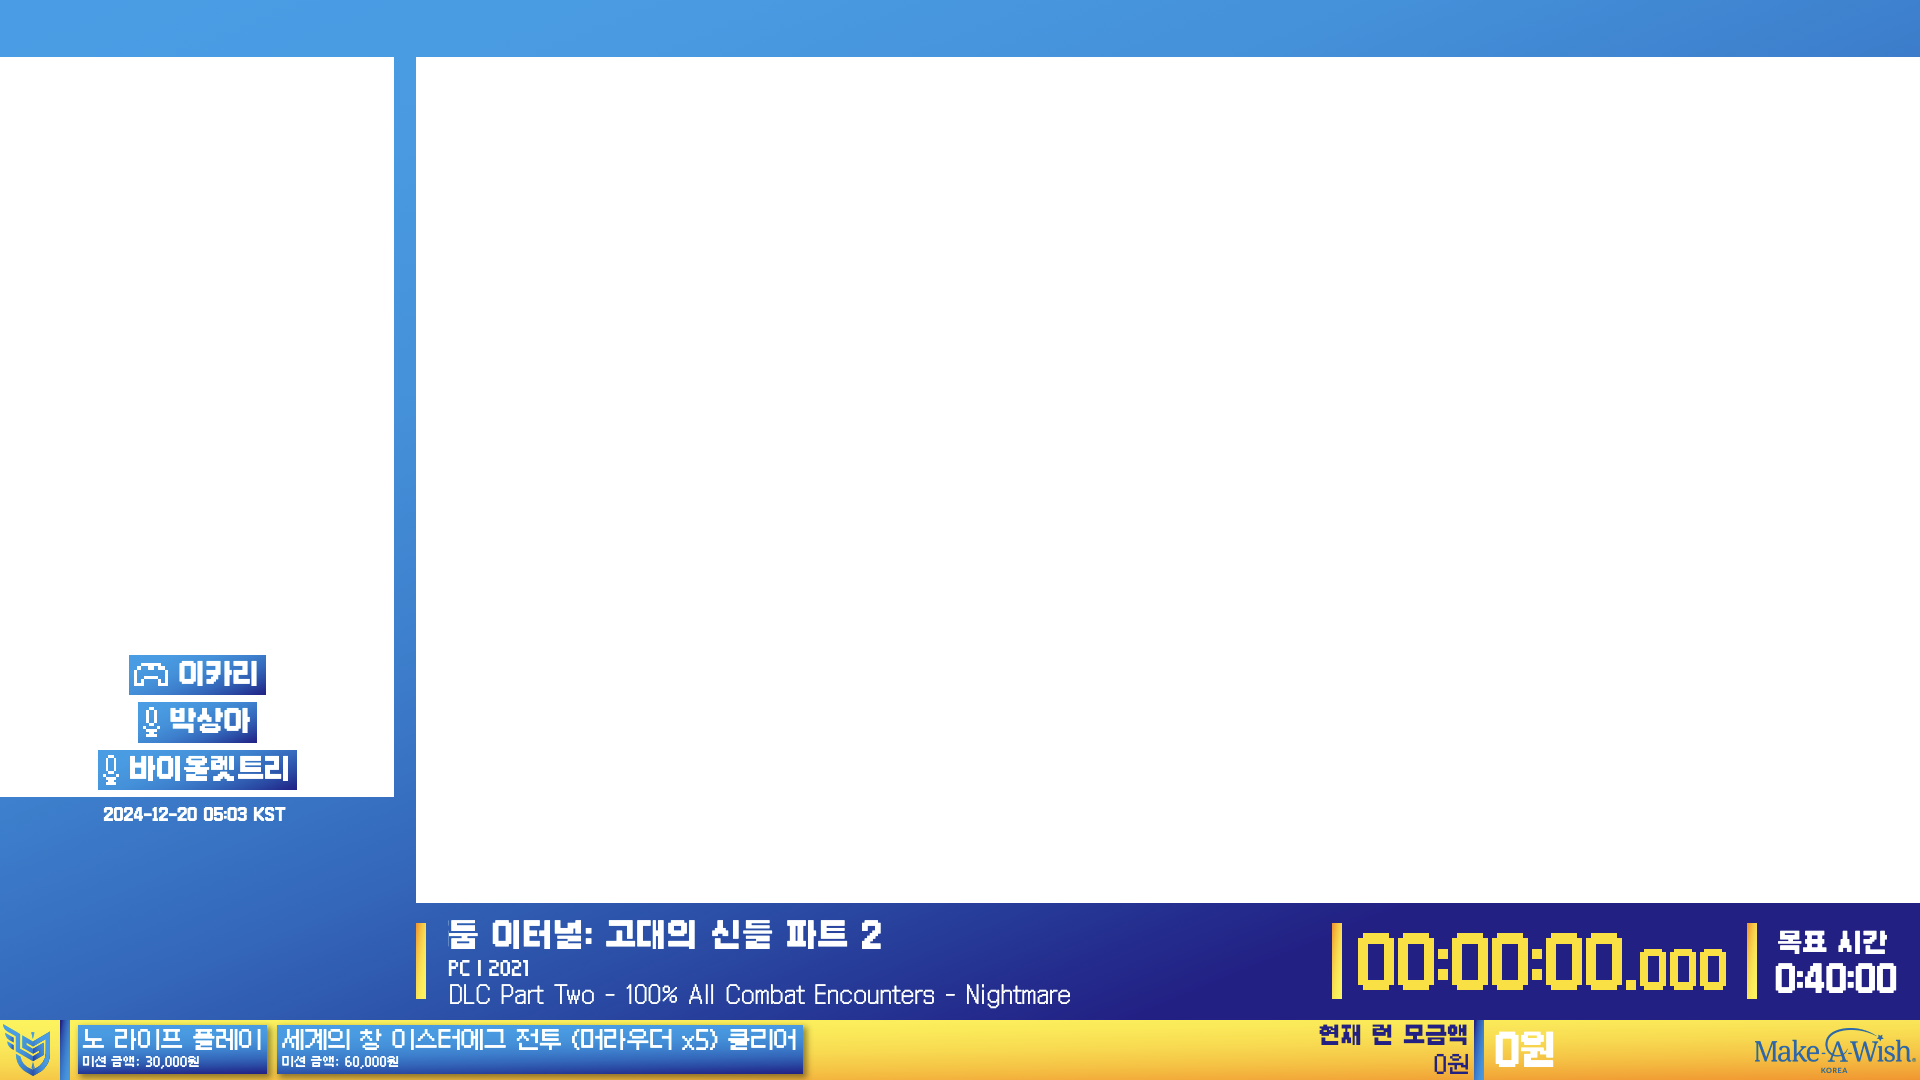 이카리
박상아
바이올렛트리
2024-12-20 05:03 KST
둠 이터널: 고대의 신들 파트 2
PC | 2021
DLC Part Two - 100% All Combat Encounters - Nightmare
00:00:00.000
목표 시간
0:40:00
노 라이프 플레이
미션 금액: 30,000원
세계의 창 이스터에그 전투 (머라우더 x5) 클리어
미션 금액: 60,000원
현재 런 모금액
0원
0원
Make-A-Wish®
KOREA